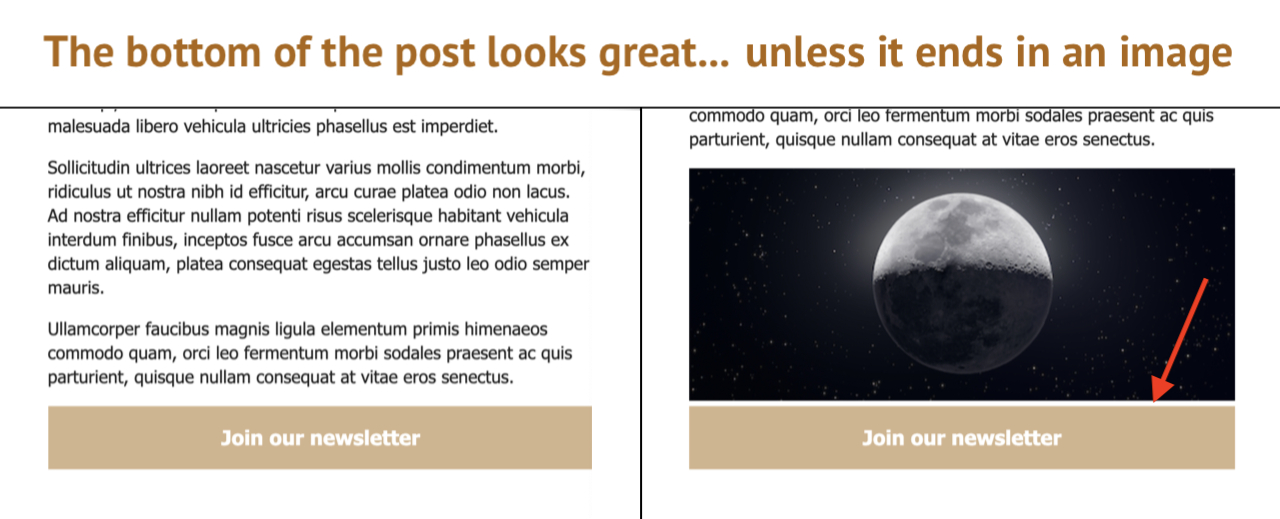 The bottom of the post looks great... unless it ends in an image
malesuada libero vehicula ultricies phasellus est imperdiet.
Sollicitudin ultrices laoreet nascetur varius mollis condimentum morbi,
ridiculus ut nostra nibh id efficitur, arcu curae platea odio non lacus.
Ad nostra efficitur nullam potenti risus scelerisque habitant vehicula
interdum finibus, inceptos fusce arcu accumsan ornare phasellus ex
dictum aliquam, platea consequat egestas tellus justo leo odio semper
mauris.
Ullamcorper faucibus magnis ligula elementum primis himenaeos
commodo quam, orci leo fermentum morbi sodales praesent ac quis
parturient, quisque nullam consequat at vitae eros senectus.
Join our newsletter
commodo quam, orci leo fermentum morbi sodales praesent ac quis
parturient, quisque nullam consequat at vitae eros senectus.
Join our newsletter